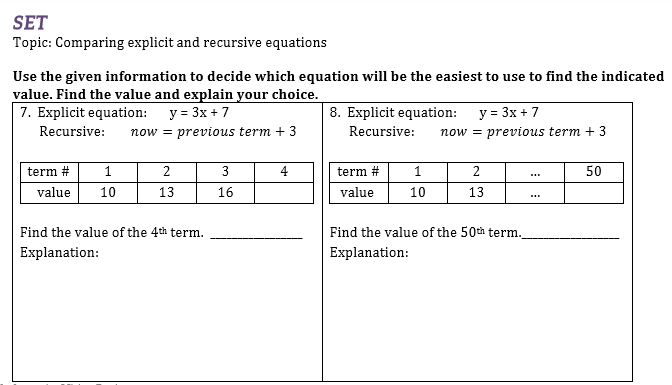 SET
Topic: Comparing explicit and recursive equations
Use the given information to decide which equation will be the easiest to use to find the indicated
value. Find the value and explain your choice.
7. Explicit equation: y = 3x + 7
Recursive: now = previous term + 3
term # 1 2 3 4
value 10 13 16
Find the value of the 4th term. ________________
Explanation:
8. Explicit equation: y = 3x + 7
Recursive: now = previous term + 3
term # 1 2 ... 50
value 10 13 ...
Find the value of the 50th term.________________
Explanation: